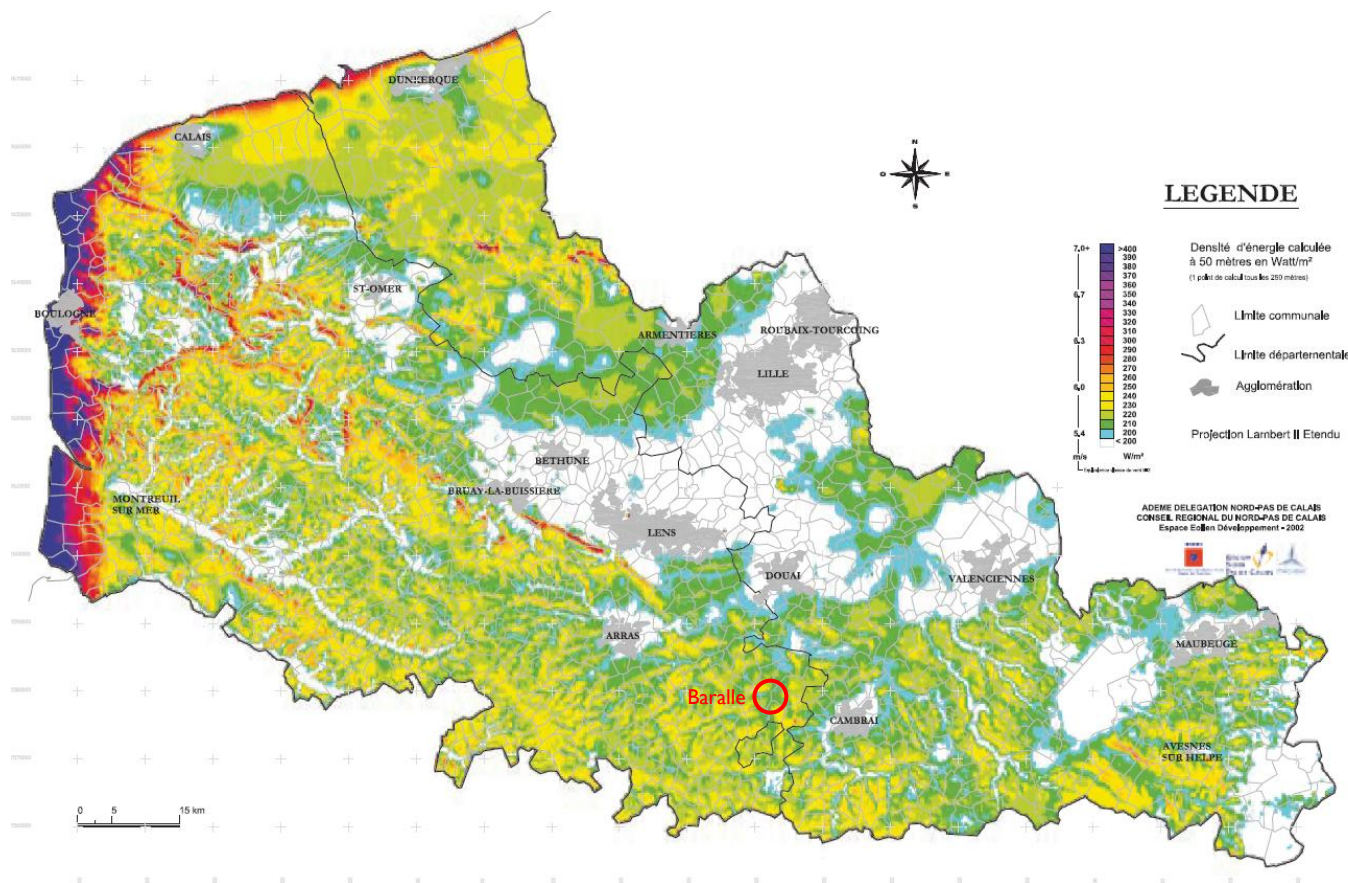 DUNKERQUE
CALAIS
N
O
E
S
BOULOGNE
ST-OMER
ARMENTIERES
ROUBAIX-TOURCOING
LILLE
BETHUNE
BRUAY-LA-BUISSIERE
MONTREUIL
SUR MER
LENS
DOUAI
VALENCIENNES
ARRAS
MAUBEUGE
Baralle
CAMBRAI
AVESNES
SUR HELPE
0 5 15 km
LEGENDE
7.0+
6.7
6.3
6.0
5.4
m/s
>400
390
380
370
360
350
340
330
320
310
300
290
280
270
260
250
240
230
220
210
200
< 200
W/m²
Densité d'énergie calculée
à 50 mètres en Watt/m²
(1 point de calcul tous les 250 mètres)
Limite communale
Limite départementale
Agglomération
Projection Lambert II Etendu
ADEME DELEGATION NORD-PAS DE CALAIS
CONSEIL REGIONAL DU NORD-PAS DE CALAIS
Espace Eolien Développement - 2002